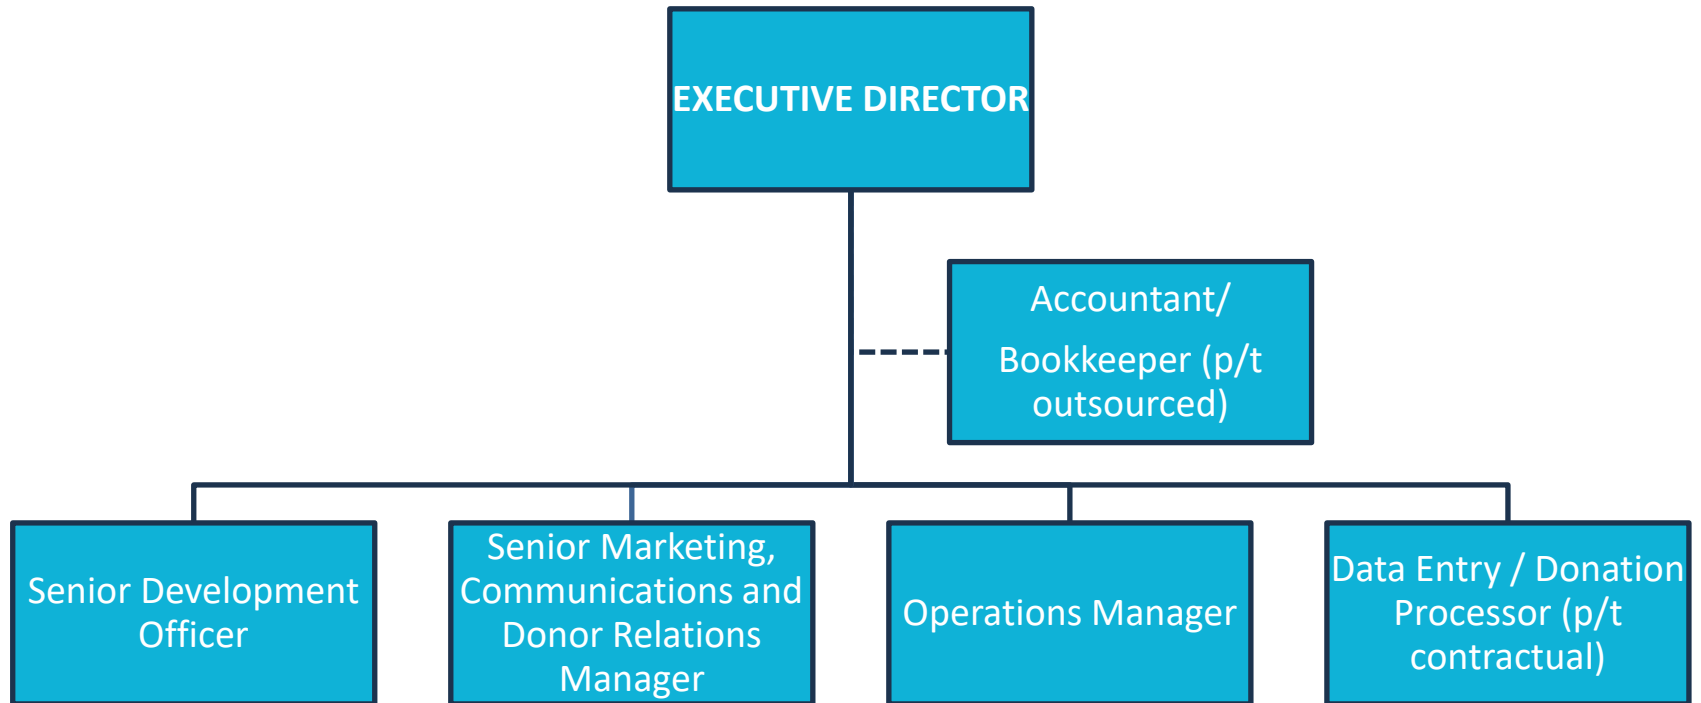 EXECUTIVE DIRECTOR
Accountant/
Bookkeeper (p/t
outsourced)
Senior Development
Officer
Senior Marketing,
Communications and
Donor Relations
Manager
Operations Manager
Data Entry / Donation
Processor (p/t
contractual)